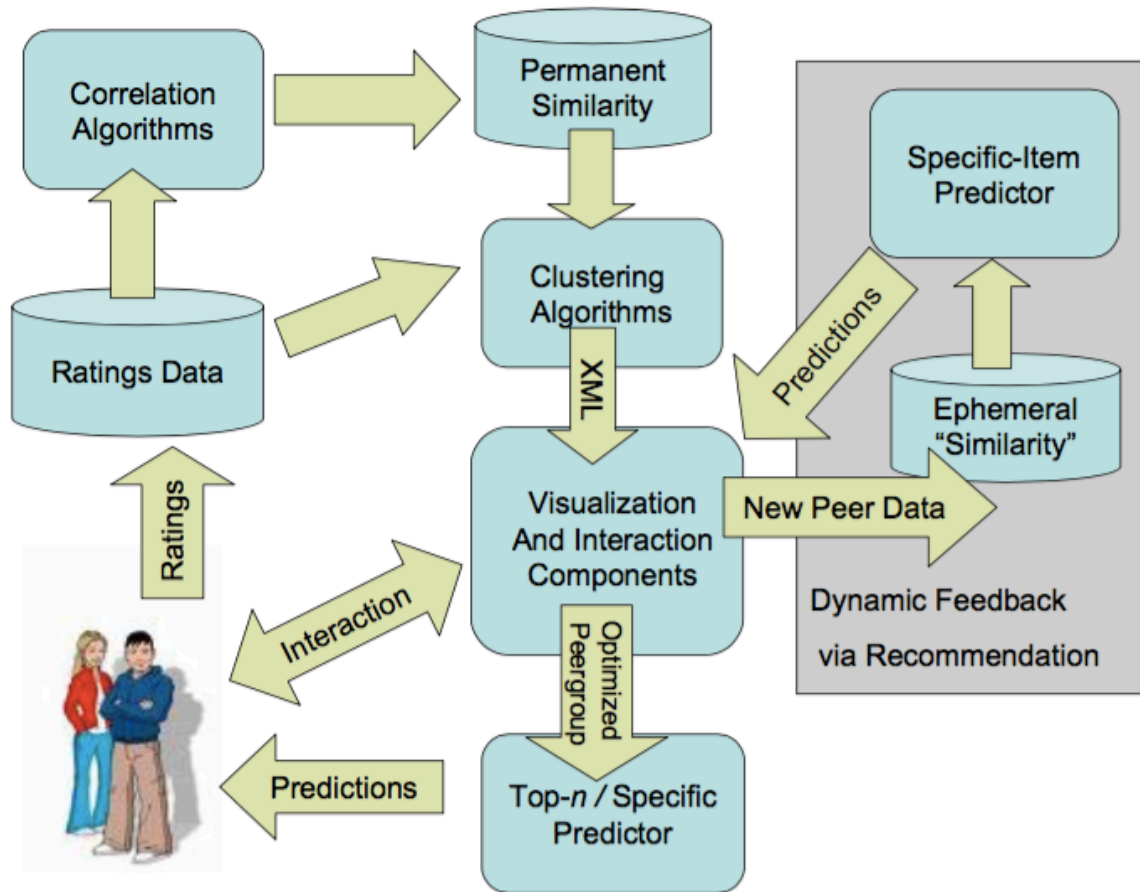 Correlation
Algorithms
Permanent
Similarity
Specific-Item
Predictor
Clustering
Algorithms
Ratings Data
Predictions
XML
Ephemeral
“Similarity”
Visualization
And Interaction
Components
New Peer Data
Ratings
Interaction
Dynamic Feedback
via Recommendation
Optimized
Peergroup
Predictions
Top-n / Specific
Predictor